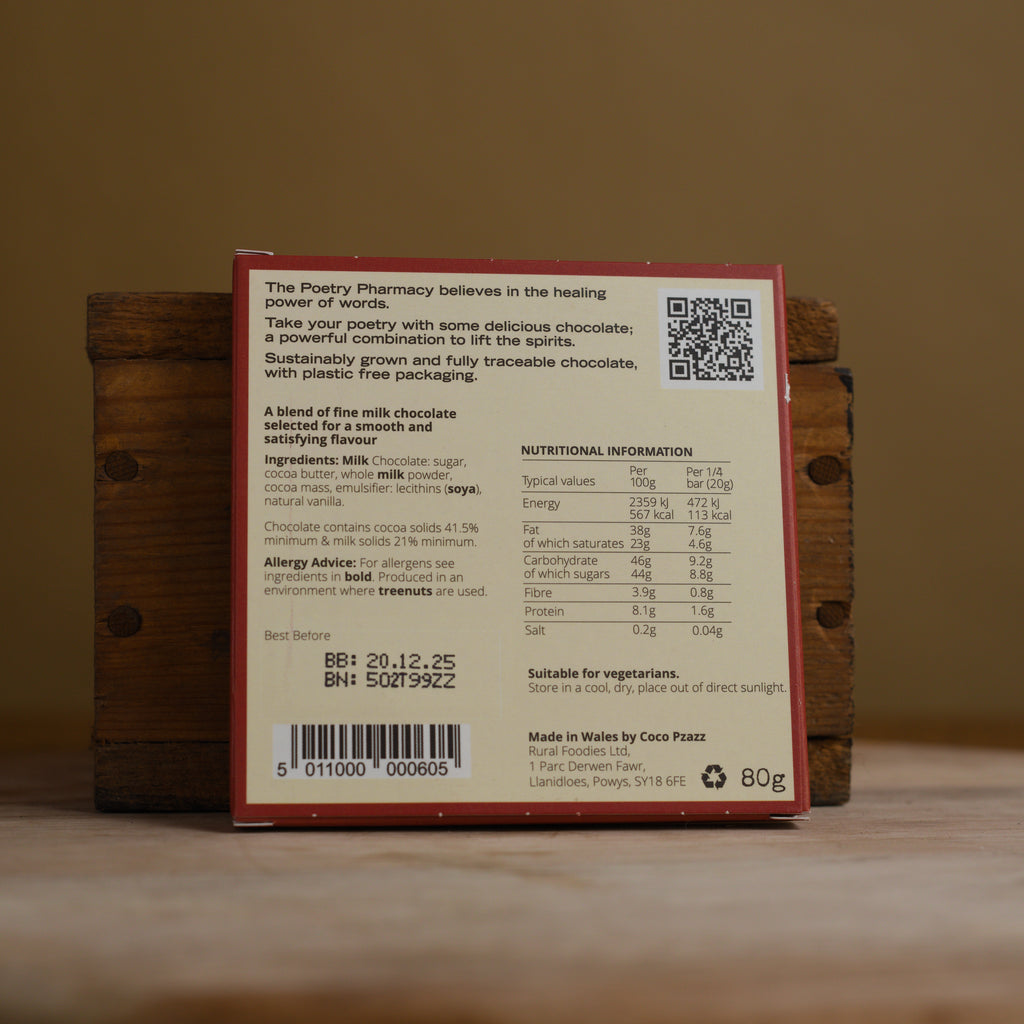 The Poetry Pharmacy believes in the healing
power of words.
Take your poetry with some delicious chocolate;
a powerful combination to lift the spirits.
Sustainably grown and fully traceable chocolate,
with plastic free packaging.
A blend of fine milk chocolate
selected for a smooth and
satisfying flavour
Ingredients: Milk Chocolate: sugar,
cocoa butter, whole milk powder,
cocoa mass, emulsifier: lecithins (soya),
natural vanilla.
Chocolate contains cocoa solids 41.5%
minimum & milk solids 21% minimum.
Allergy Advice: For allergens see
ingredients in bold. Produced in an
environment where treenuts are used.
Best Before
BB: 20.12.25
BN: 502T99ZZ
5 011000 000605
NUTRITIONAL INFORMATION
Typical values Per 100g Per 1/4 bar (20g)
Energy 2359 kJ 472 kJ
567 kcal 113 kcal
Fat 38g 7.6g
of which saturates 23g 4.6g
Carbohydrate 46g 9.2g
of which sugars 44g 8.8g
Fibre 3.9g 0.8g
Protein 8.1g 1.6g
Salt 0.2g 0.04g
Suitable for vegetarians.
Store in a cool, dry, place out of direct sunlight.
Made in Wales by Coco Pzazz
Rural Foodies Ltd,
1 Parc Derwen Fawr,
Llanidloes, Powys, SY18 6FE
80g